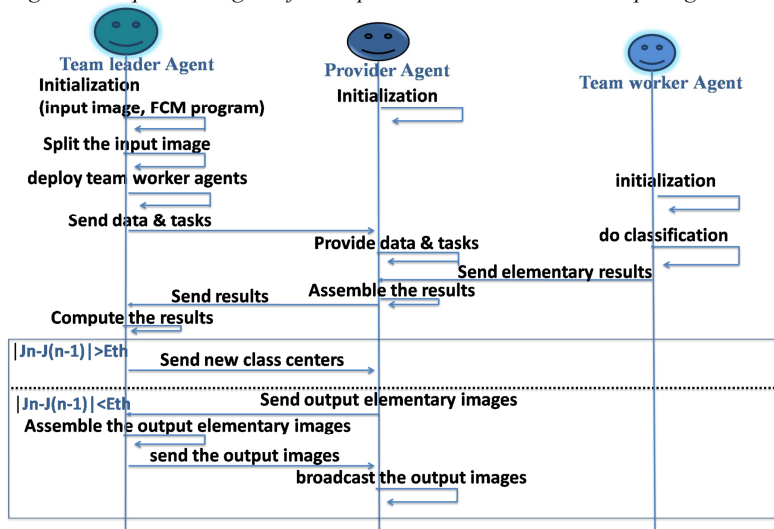 Team leader Agent
Provider Agent
Team worker Agent
Initialization
(input image, FCM program)
Initialization
Split the input image
deploy team worker agents
initialization
Send data & tasks
do classification
Provide data & tasks
Send elementary results
Assemble the results
Send results
Compute the results
|Jn-J(n-1)|>Eth
Send new class centers
|Jn-J(n-1)|<Eth
Send output elementary images
Assemble the output elementary images
send the output images
broadcast the output images